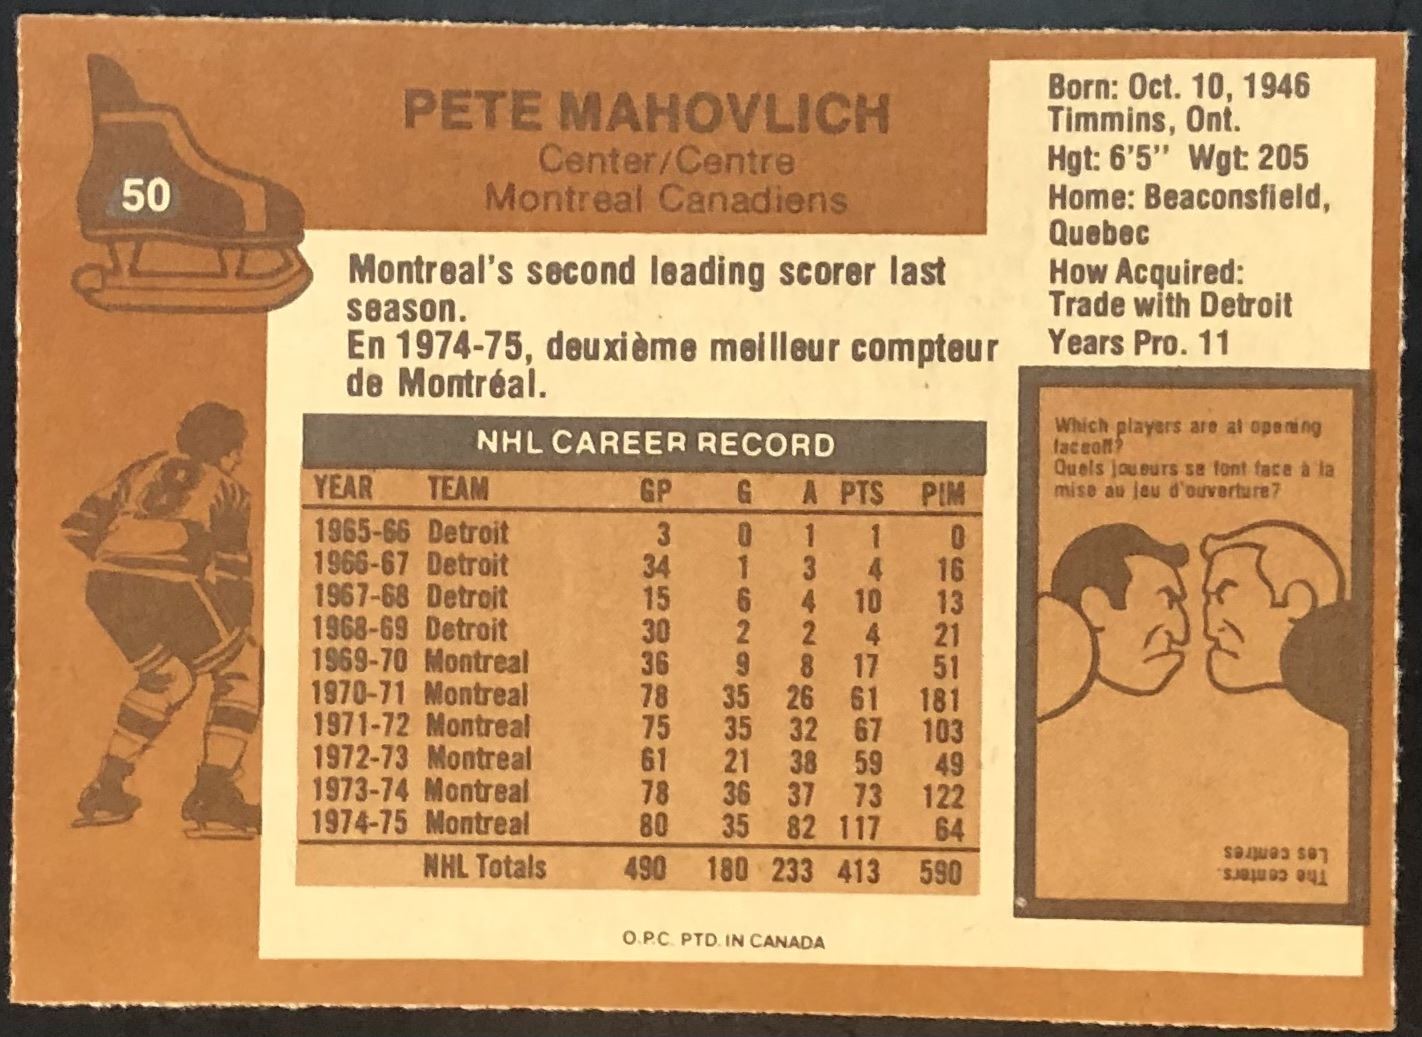 50
PETE MAHOVLICH
Center/Centre
Montreal Canadiens
Born: Oct. 10, 1946
Timmins, Ont.
Hgt: 6'5" Wgt: 205
Home: Beaconsfield,
Quebec
How Acquired:
Trade with Detroit
Years Pro. 11
Montreal's second leading scorer last
season.
En 1974-75, deuxième meilleur compteur
de Montréal.
NHL CAREER RECORD
YEAR TEAM GP G A PTS PIM
1965-66 Detroit 3 0 1 1 0
1966-67 Detroit 34 1 3 4 16
1967-68 Detroit 15 6 4 10 13
1968-69 Detroit 30 2 2 4 21
1969-70 Montreal 36 9 8 17 51
1970-71 Montreal 78 35 26 61 181
1971-72 Montreal 75 35 32 67 103
1972-73 Montreal 61 21 38 59 49
1973-74 Montreal 78 36 37 73 122
1974-75 Montreal 80 35 82 117 64
NHL Totals 490 180 233 413 590
Which players are at opening
faceoff?
Quels joueurs se font face à la
mise au jeu d'ouverture?
The centers.
Les centres
O.P.C. PTD. IN CANADA